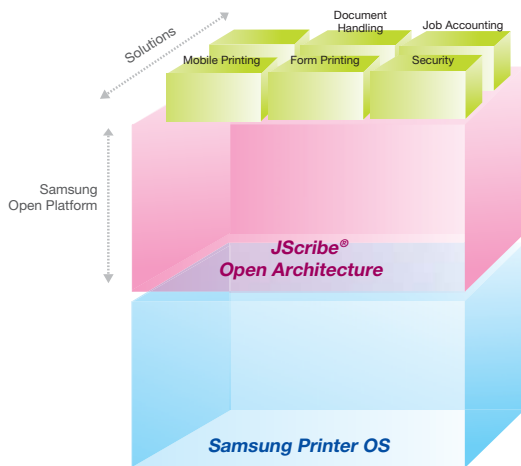 Document
Handling
Job Accounting
Solutions
Mobile Printing
Form Printing
Security
Samsung
Open Platform
JScribe®
Open Architecture
Samsung Printer OS